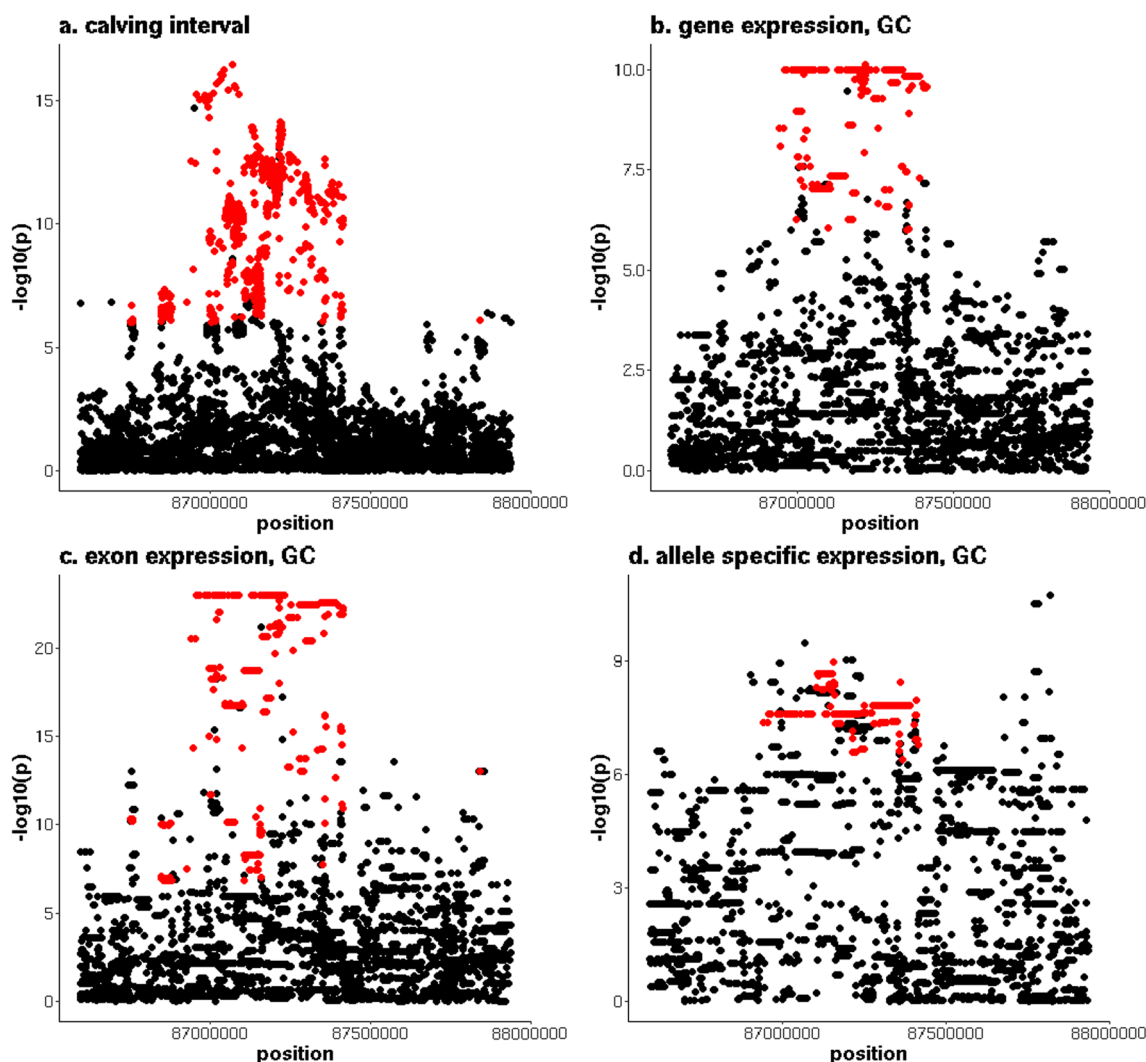 a. calving interval
-log10(p)
15
10
5
0
87000000 87500000 88000000
position
b. gene expression, GC
-log10(p)
10.0
7.5
5.0
2.5
0.0
87000000 87500000 88000000
position
c. exon expression, GC
-log10(p)
20
15
10
5
0
87000000 87500000 88000000
position
d. allele specific expression, GC
-log10(p)
9
6
3
0
87000000 87500000 88000000
position